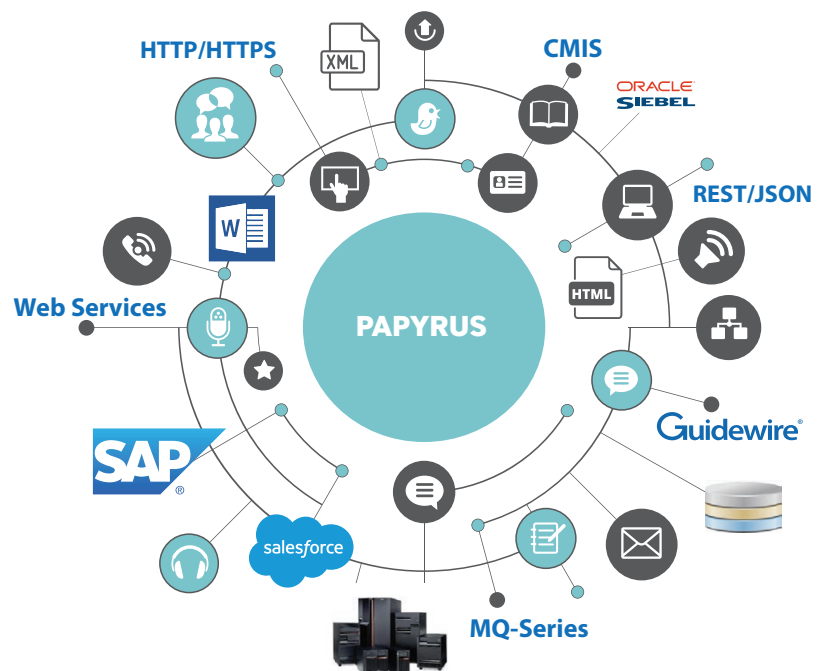 HTTP/HTTPS
XML
CMIS
ORACLE
SIEBEL
REST/JSON
W
HTML
Web Services
PAPYRUS
Guidewire®
SAP®
salesforce
MQ-Series